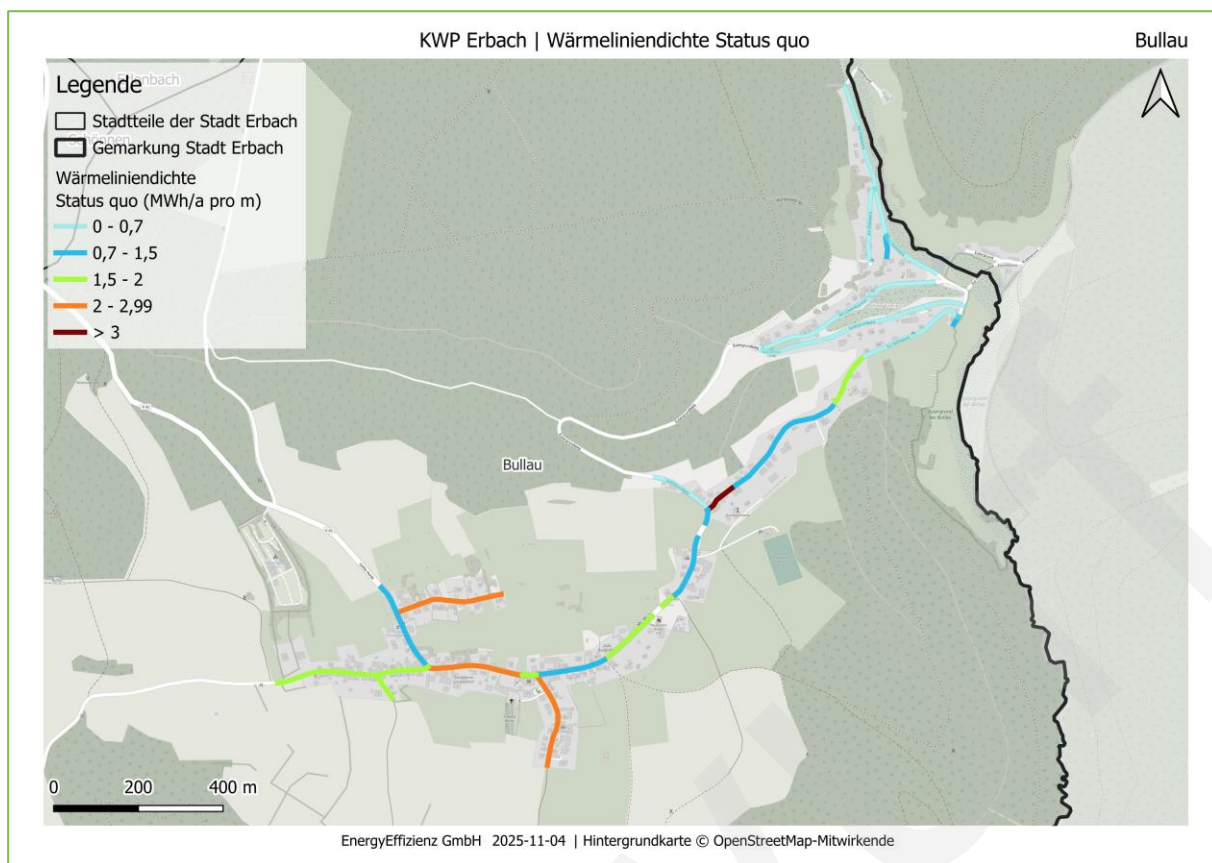 KWP Erbach | Wärmeliniendichte Status quo
Bullau
Legende
Stadtteile der Stadt Erbach
Gemarkung Stadt Erbach
Wärmeliniendichte
Status quo (MWh/a pro m)
0 - 0,7
0,7 - 1,5
1,5 - 2
2 - 2,99
> 3
Bullau
0 200 400 m
EnergyEffizienz GmbH 2025-11-04 | Hintergrundkarte © OpenStreetMap-Mitwirkende